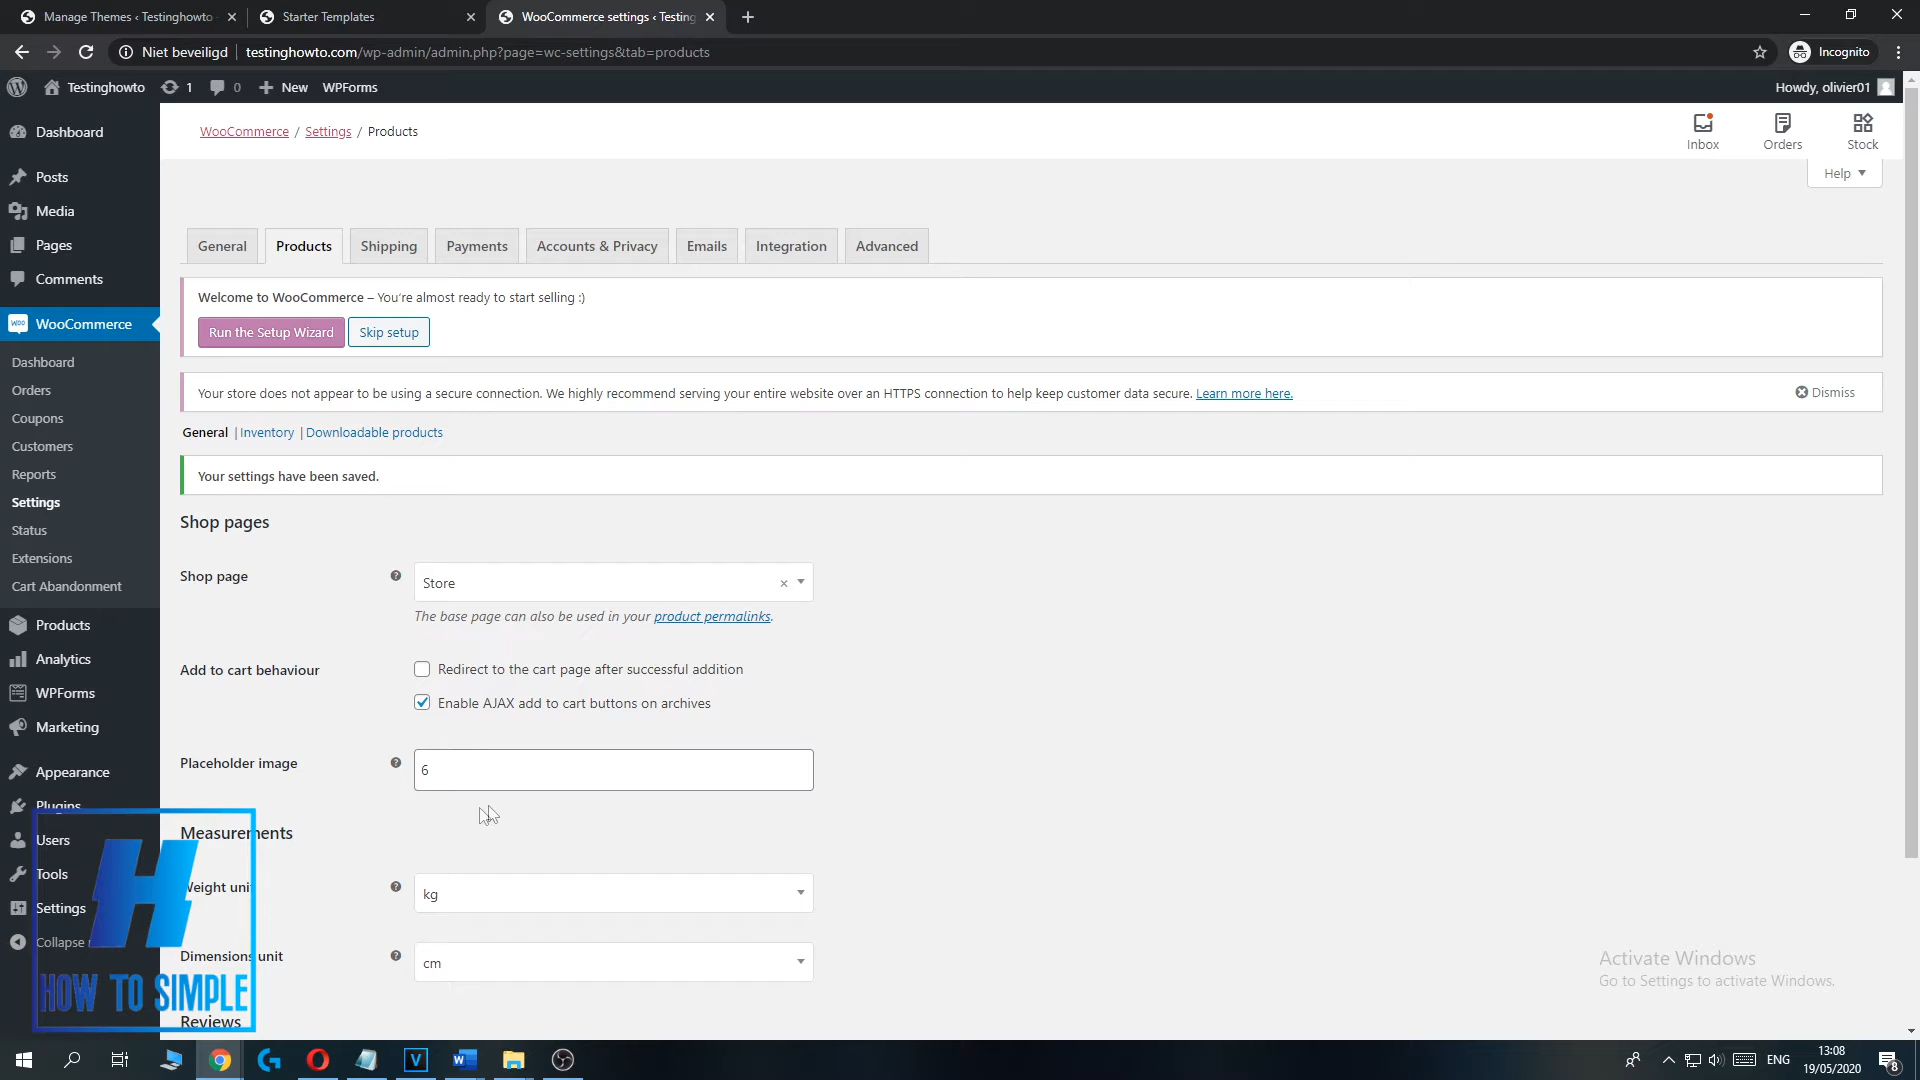 Manage Themes ‹ Testinghowto
Starter Templates
WooCommerce settings ‹ Testing
Niet beveiligd
testinghowto.com/wp-admin/admin.php?page=wc-settings&tab=products
Incognito
Testinghowto
1
0
New
WPForms
Howdy, olivier01
WooCommerce / Settings / Products
Inbox
Orders
Stock
Help
Dashboard
Posts
Media
Pages
Comments
WooCommerce
Dashboard
Orders
Coupons
Customers
Reports
Settings
Status
Extensions
Cart Abandonment
Products
Analytics
WPForms
Marketing
Appearance
Plugins
Users
Tools
Settings
Collapse
General
Products
Shipping
Payments
Accounts & Privacy
Emails
Integration
Advanced
Welcome to WooCommerce – You're almost ready to start selling :)
Run the Setup Wizard
Skip setup
Your store does not appear to be using a secure connection. We highly recommend serving your entire website over an HTTPS connection to help keep customer data secure. Learn more here.
Dismiss
General | Inventory | Downloadable products
Your settings have been saved.
Shop pages
Shop page
Store
The base page can also be used in your product permalinks.
Add to cart behaviour
Redirect to the cart page after successful addition
Enable AJAX add to cart buttons on archives
Placeholder image
6
Measurements
Weight unit
kg
Dimensions unit
cm
Reviews
H
HOW TO SIMPLE
Activate Windows
Go to Settings to activate Windows.
ENG
13:08
19/05/2020
8